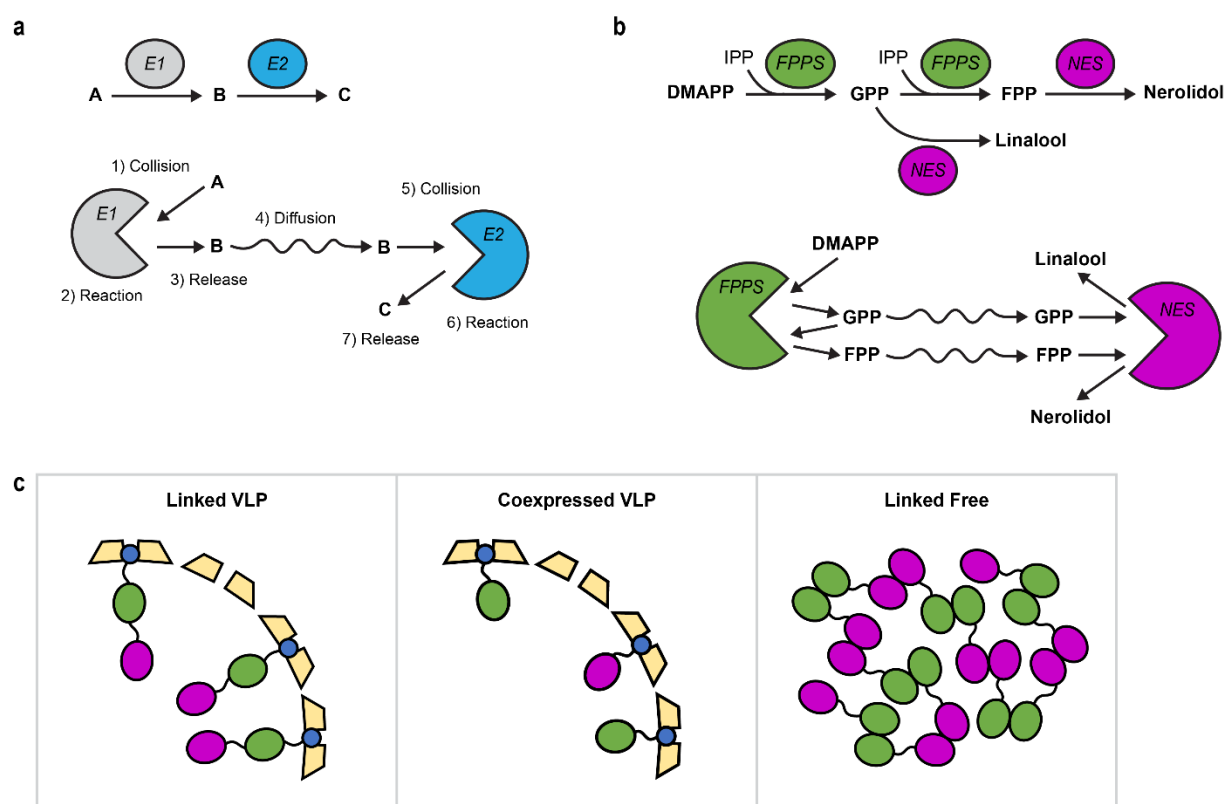 a
E1
E2
A
B
C
1) Collision
A
E1
2) Reaction
B
3) Release
4) Diffusion
B
5) Collision
E2
C
6) Reaction
7) Release
b
IPP
FPPS
IPP
FPPS
NES
DMAPP
GPP
FPP
Nerolidol
Linalool
NES
DMAPP
Linalool
FPPS
NES
GPP
GPP
FPP
FPP
Nerolidol
c
Linked VLP
Coexpressed VLP
Linked Free